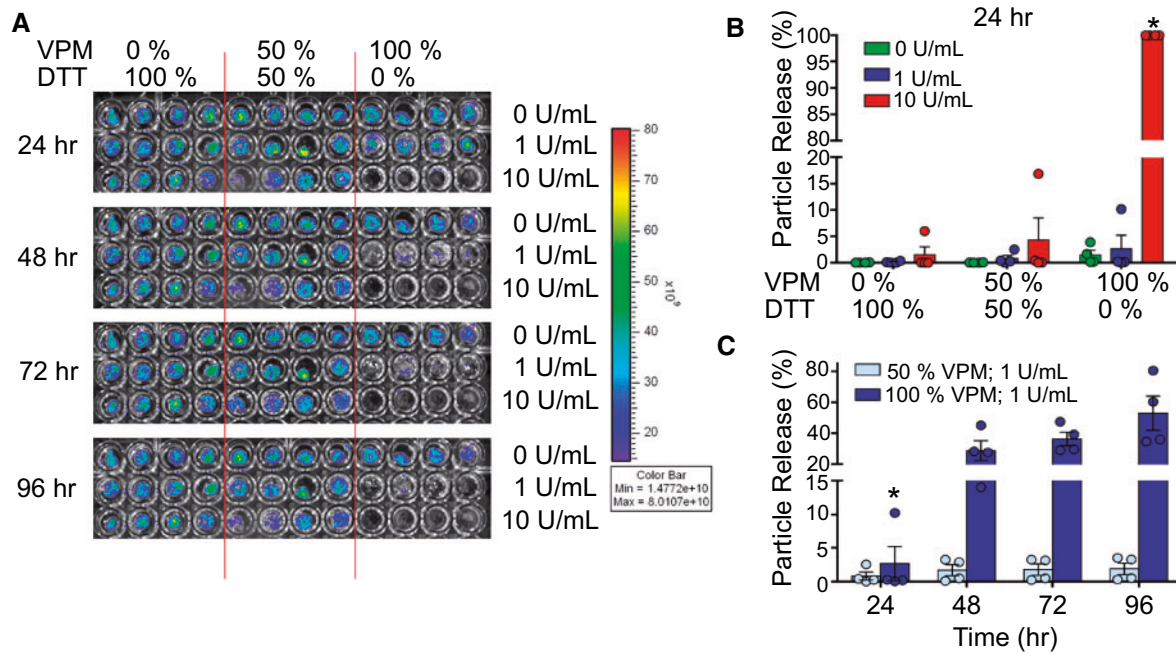 A
VPM 0 % 50 % 100 %
DTT 100 % 50 % 0 %
24 hr
0 U/mL
1 U/mL
10 U/mL
48 hr
0 U/mL
1 U/mL
10 U/mL
72 hr
0 U/mL
1 U/mL
10 U/mL
96 hr
0 U/mL
1 U/mL
10 U/mL
80
70
60
50
40
30
20
x10⁹
Color Bar
Min = 1.4772e+10
Max = 8.0107e+10
B
24 hr
Particle Release (%)
100
95
90
85
80
20
15
10
5
0
0 U/mL
1 U/mL
10 U/mL
*
VPM 0 % 50 % 100 %
DTT 100 % 50 % 0 %
C
Particle Release (%)
80
60
40
20
15
10
5
0
50 % VPM; 1 U/mL
100 % VPM; 1 U/mL
*
24 48 72 96
Time (hr)